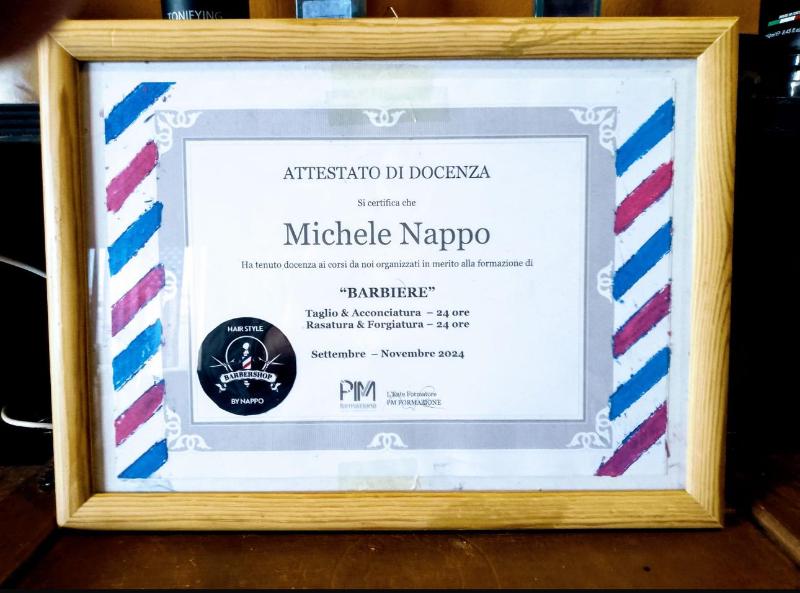 TONIFYING
ATTESTATO DI DOCENZA
Si certifica che
Michele Nappo
Ha tenuto docenza ai corsi da noi organizzati in merito alla formazione di
“BARBIERE”
Taglio & Acconciatura – 24 ore
Rasatura & Forgiatura – 24 ore
Settembre – Novembre 2024
HAIR STYLE
BARBERSHOP
BY NAPPO
PM
formazione
L'Ente Formatore
PM FORMAZIONE